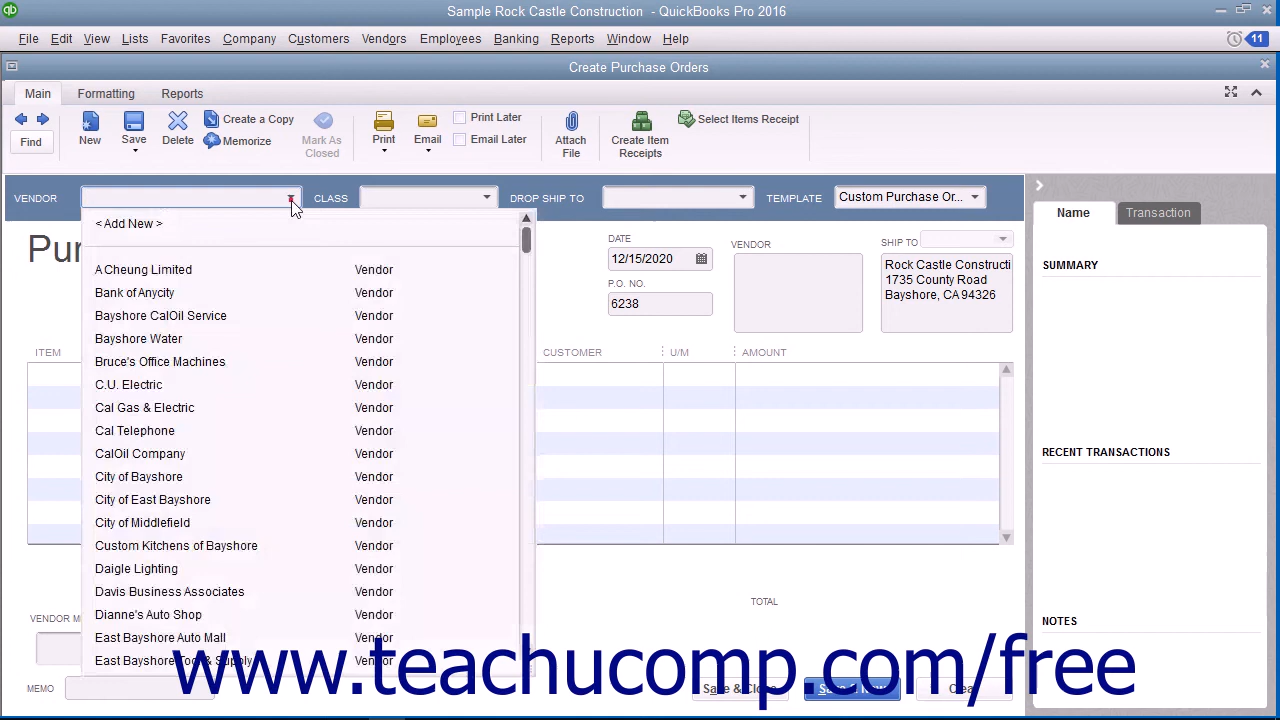 Sample Rock Castle Construction - QuickBooks Pro 2016
File Edit View Lists Favorites Company Customers Vendors Employees Banking Reports Window Help
11
Create Purchase Orders
Main Formatting Reports
Find
New
Save
Delete
Create a Copy
Memorize
Mark As
Closed
Print
Email
Print Later
Email Later
Attach
File
Create Item
Receipts
Select Items Receipt
VENDOR
CLASS
DROP SHIP TO
TEMPLATE
Custom Purchase Or...
Name
Transaction
< Add New >
Pur
DATE
12/15/2020
P.O. NO.
6238
VENDOR
SHIP TO
Rock Castle Constructi
1735 County Road
Bayshore, CA 94326
SUMMARY
A Cheung Limited Vendor
Bank of Anycity Vendor
Bayshore CalOil Service Vendor
Bayshore Water Vendor
Bruce's Office Machines Vendor
C.U. Electric Vendor
Cal Gas & Electric Vendor
Cal Telephone Vendor
CalOil Company Vendor
City of Bayshore Vendor
City of East Bayshore Vendor
City of Middlefield Vendor
Custom Kitchens of Bayshore Vendor
Daigle Lighting Vendor
Davis Business Associates Vendor
Dianne's Auto Shop Vendor
East Bayshore Auto Mall Vendor
East Bayshore Tool & Supply Vendor
ITEM
CUSTOMER
U/M
AMOUNT
RECENT TRANSACTIONS
TOTAL
VENDOR M
NOTES
MEMO
Save & Close
Save & New
Clear
www.teachucomp.com/free